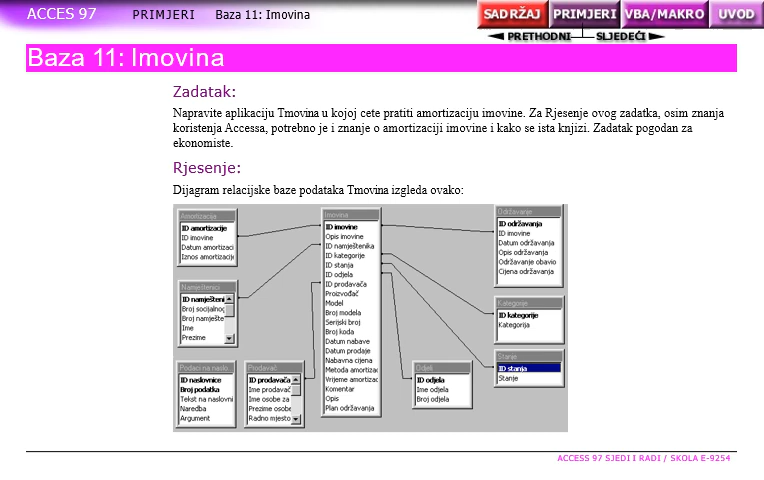 ACCES 97 PRIMJERI Baza 11: Imovina SADRŽAJ PRIMJERI VBA/MAKRO UVOD
PRETHODNI SLJEDEĆI
Baza 11: Imovina
Zadatak:
Napravite aplikaciju Tmovina u kojoj cete pratiti amortizaciju imovine. Za Rjesenje ovog zadatka, osim znanja
koristenja Accessa, potrebno je i znanje o amortizaciji imovine i kako se ista knjizi. Zadatak pogodan za
ekonomiste.
Rjesenje:
Dijagram relacijske baze podataka Tmovina izgleda ovako:
Amortizacija
ID amortizacije
ID imovine
Datum amortizaci
Iznos amortizacije
Namještenici
ID namješteni
Broj socijalnog
Broj namješte
Ime
Prezime
Podaci na naslo
ID naslovnice
Broj podatka
Tekst na naslovni
Naredba
Argument
Prodavač
ID prodavača
Ime prodavač
Ime osobe za
Prezime osobe
Radno mjesto
Imovina
ID imovine
Opis imovine
ID namještenika
ID kategorije
ID stanja
ID odjela
ID prodavača
Proizvođač
Model
Broj modela
Serijski broj
Broj koda
Datum nabave
Datum prodaje
Nabavna cijena
Metoda amortizac
Vrijeme amortizac
Komentar
Opis
Plan održavanja
Odjel
ID odjela
Ime odjela
Broj odjela
Održavanje
ID održavanja
ID imovine
Datum održavanja
Opis održavanja
Održavanje obavio
Cijena održavanja
Kategorije
ID kategorije
Kategorija
Stanje
ID stanja
Stanje
ACCESS 97 SJEDI I RADI / SKOLA E-9254